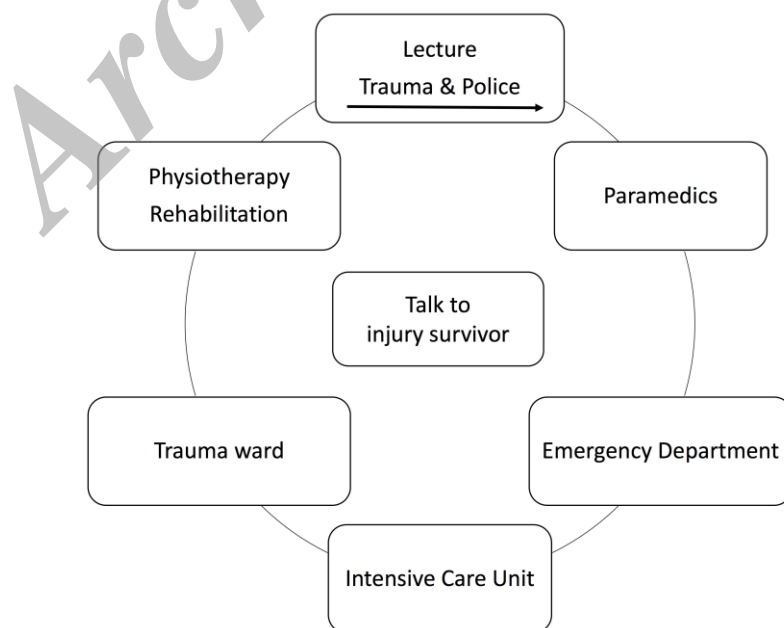 Lecture
Trauma & Police
Physiotherapy
Rehabilitation
Paramedics
Talk to
injury survivor
Trauma ward
Emergency Department
Intensive Care Unit